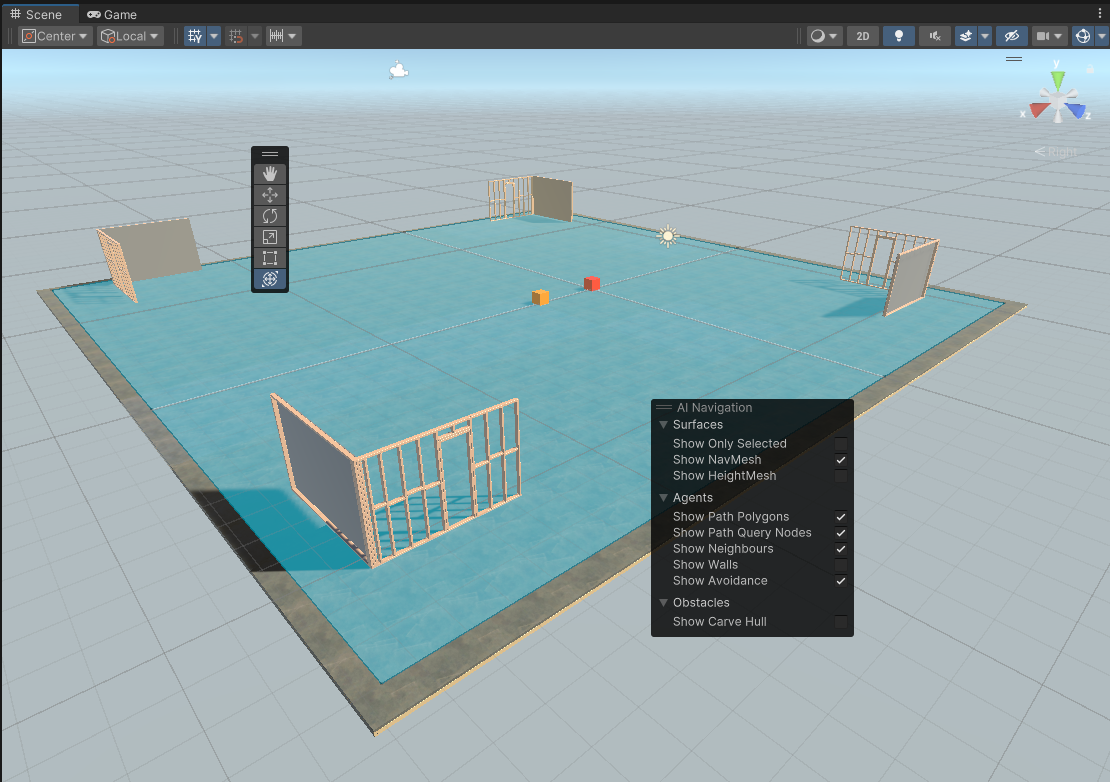 Scene
Game
Center
Local
2D
y
x
z
Right
AI Navigation
Surfaces
Show Only Selected
Show NavMesh
Show HeightMesh
Agents
Show Path Polygons
Show Path Query Nodes
Show Neighbours
Show Walls
Show Avoidance
Obstacles
Show Carve Hull